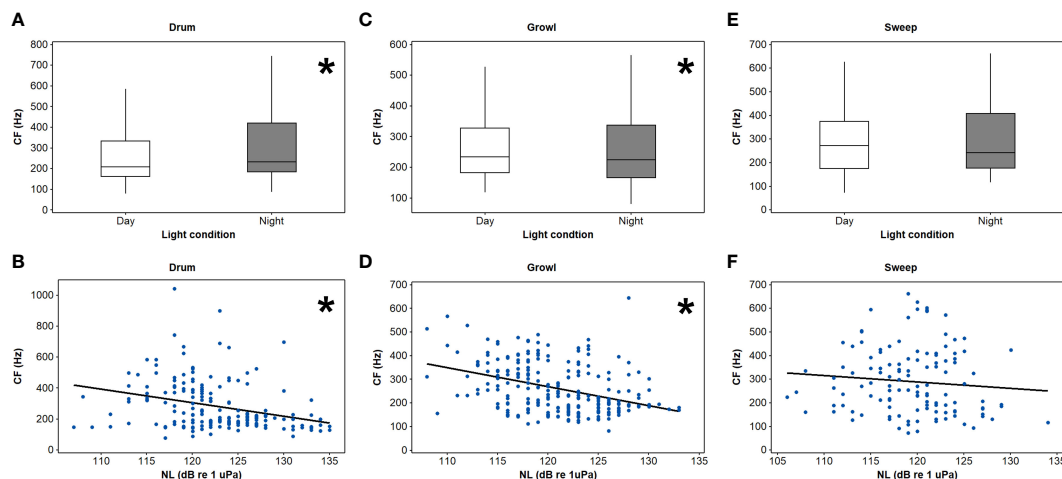 A
Drum
CF (Hz)
800
700
600
500
400
300
200
100
0
Day
Night
Light condition
*
C
Growl
CF (Hz)
600
500
400
300
200
100
Day
Night
Light condition
*
E
Sweep
CF (Hz)
700
600
500
400
300
200
100
0
Day
Night
Light condition
B
Drum
CF (Hz)
1000
800
600
400
200
0
110
115
120
125
130
135
NL (dB re 1 uPa)
*
D
Growl
CF (Hz)
700
600
500
400
300
200
100
0
110
115
120
125
130
135
NL (dB re 1uPa)
*
F
Sweep
CF (Hz)
700
600
500
400
300
200
100
0
105
110
115
120
125
130
135
NL (dB re 1 uPa)